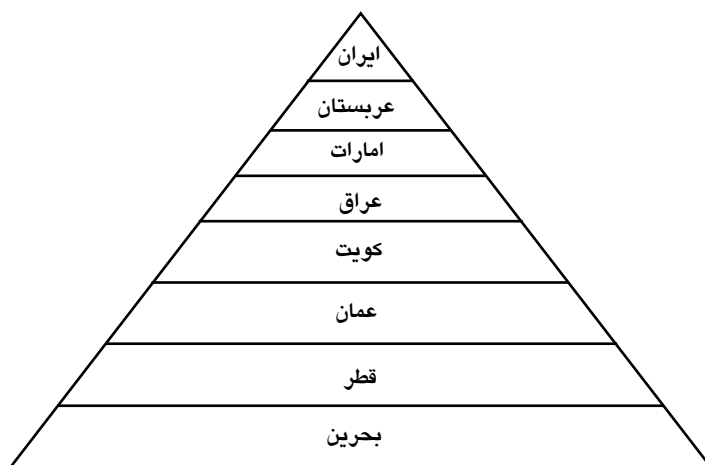 ایران
عربستان
امارات
عراق
کویت
عمان
قطر
بحرین